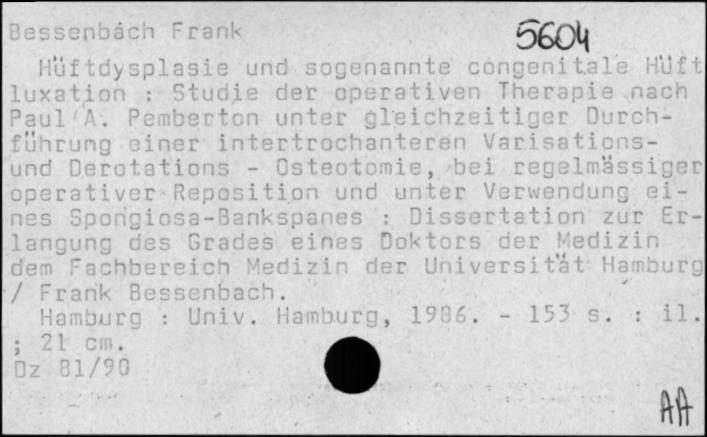 Bessenbách Frank 5604
Hüftdysplasie und sogenannte congenitale Hüft
luxation : Studie der operativen Therapie nach
Paul A. Pemberton unter gleichzeitiger Durch-
führung einer intertrochanteren Varisations-
und Derotations - Osteotomie, bei regelmässiger
operativer Reposition und unter Verwendung ei-
nes Spongiosa-Bankspanes : Dissertation zur Er-
langung des Grades eines Doktors der Medizin
dem Fachbereich Medizin der Universität Hamburg
/ Frank Bessenbach.
Hamburg : Univ. Hamburg, 1986. - 153 s. : il.
; 21 cm.
Dz 81/90
AA